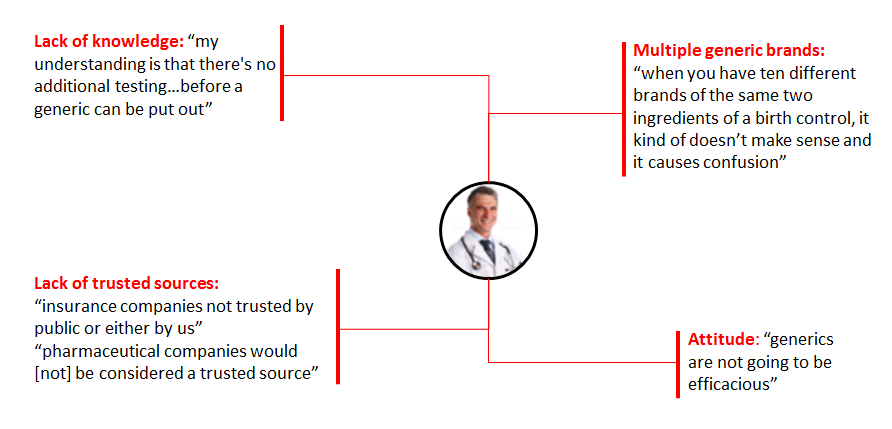 Lack of knowledge: “my
understanding is that there's no
additional testing…before a
generic can be put out”
Multiple generic brands:
“when you have ten different
brands of the same two
ingredients of a birth control, it
kind of doesn’t make sense and
it causes confusion”
Lack of trusted sources:
“insurance companies not trusted by
public or either by us”
“pharmaceutical companies would
[not] be considered a trusted source”
Attitude: “generics
are not going to be
efficacious”